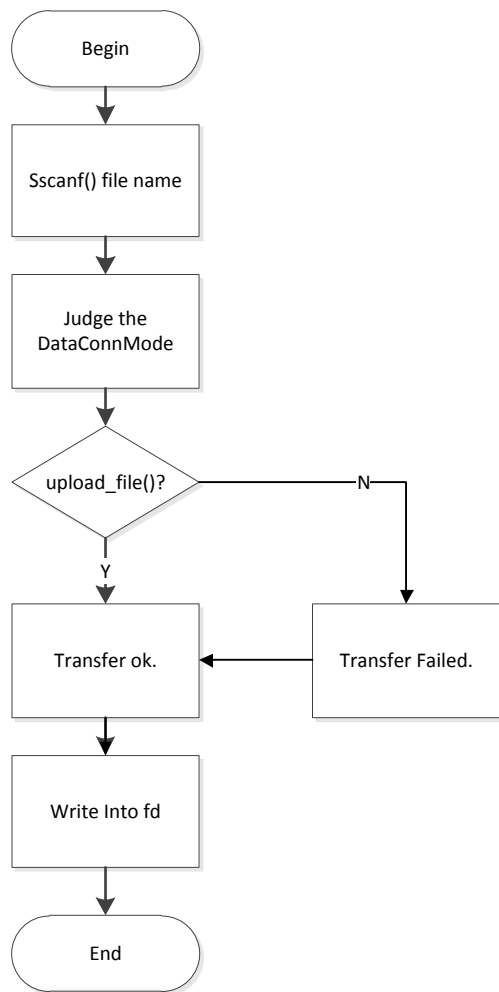 Begin
Sscanf() file name
Judge the
DataConnMode
upload_file()?
N
Y
Transfer ok.
Transfer Failed.
Write Into fd
End